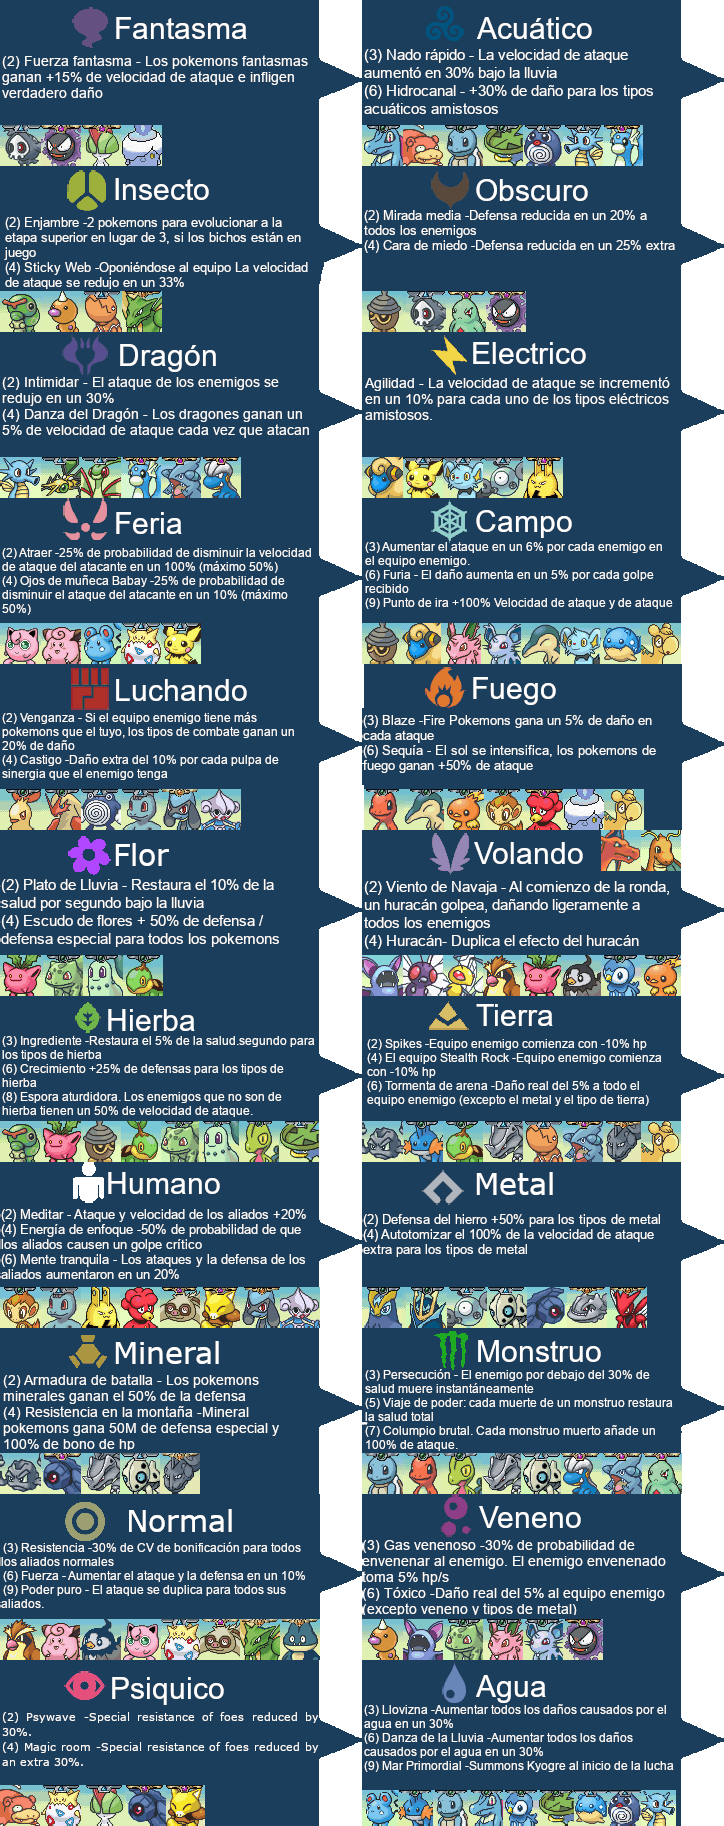 Fantasma
(2) Fuerza fantasma - Los pokemons fantasmas
ganan +15% de velocidad de ataque e infligen
verdadero daño
Acuático
(3) Nado rápido - La velocidad de ataque
aumentó en 30% bajo la lluvia
(6) Hidrocanal - +30% de daño para los tipos
acuáticos amistosos
Insecto
(2) Enjambre -2 pokemons para evolucionar a la
etapa superior en lugar de 3, si los bichos están en
juego
(4) Sticky Web -Oponiéndose al equipo La velocidad
de ataque se redujo en un 33%
Obscuro
(2) Mirada media -Defensa reducida en un 20% a
todos los enemigos
(4) Cara de miedo -Defensa reducida en un 25% extra
Dragón
(2) Intimidar - El ataque de los enemigos se
redujo en un 30%
(4) Danza del Dragón - Los dragones ganan un
5% de velocidad de ataque cada vez que atacan
Electrico
Agilidad - La velocidad de ataque se incrementó
en un 10% para cada uno de los tipos eléctricos
amistosos.
Feria
(2) Atraer -25% de probabilidad de disminuir la velocidad
de ataque del atacante en un 100% (máximo 50%)
(4) Ojos de muñeca Babay -25% de probabilidad de
disminuir el ataque del atacante en un 10% (máximo
50%)
Campo
(3) Aumentar el ataque en un 6% por cada enemigo en
el equipo enemigo.
(6) Furia - El daño aumenta en un 5% por cada golpe
recibido
(9) Punto de ira +100% Velocidad de ataque y de ataque
Luchando
(2) Venganza - Si el equipo enemigo tiene más
pokemons que el tuyo, los tipos de combate ganan un
20% de daño
(4) Castigo -Daño extra del 10% por cada pulpa de
sinergia que el enemigo tenga
Fuego
(3) Blaze -Fire Pokemons gana un 5% de daño en
cada ataque
(6) Sequía - El sol se intensifica, los pokemons de
fuego ganan +50% de ataque
Flor
(2) Plato de Lluvia - Restaura el 10% de la
salud por segundo bajo la lluvia
(4) Escudo de flores + 50% de defensa /
defensa especial para todos los pokemons
Volando
(2) Viento de Navaja - Al comienzo de la ronda,
un huracán golpea, dañando ligeramente a
todos los enemigos
(4) Huracán- Duplica el efecto del huracán
Hierba
(3) Ingrediente -Restaura el 5% de la salud.segundo para
los tipos de hierba
(6) Crecimiento +25% de defensas para los tipos de
hierba
(8) Espora aturdidora. Los enemigos que no son de
hierba tienen un 50% de velocidad de ataque.
Tierra
(2) Spikes -Equipo enemigo comienza con -10% hp
(4) El equipo Stealth Rock -Equipo enemigo comienza
con -10% hp
(6) Tormenta de arena -Daño real del 5% a todo el
equipo enemigo (excepto el metal y el tipo de tierra)
Humano
(2) Meditar - Ataque y velocidad de los aliados +20%
(4) Energía de enfoque -50% de probabilidad de que
los aliados causen un golpe crítico
(6) Mente tranquila - Los ataques y la defensa de los
aliados aumentaron en un 20%
Metal
(2) Defensa del hierro +50% para los tipos de metal
(4) Autotomizar el 100% de la velocidad de ataque
extra para los tipos de metal
Mineral
(2) Armadura de batalla - Los pokemons
minerales ganan el 50% de la defensa
(4) Resistencia en la montaña -Mineral
pokemons gana 50M de defensa especial y
100% de bono de hp
Monstruo
(3) Persecución - El enemigo por debajo del 30% de
salud muere instantáneamente
(5) Viaje de poder: cada muerte de un monstruo restaura
la salud total
(7) Columpio brutal. Cada monstruo muerto añade un
100% de ataque.
Normal
(3) Resistencia -30% de CV de bonificación para todos
los aliados normales
(6) Fuerza - Aumentar el ataque y la defensa en un 10%
(9) Poder puro - El ataque se duplica para todos sus
aliados.
Veneno
(3) Gas venenoso -30% de probabilidad de
envenenar al enemigo. El enemigo envenenado
toma 5% hp/s
(6) Tóxico -Daño real del 5% al equipo enemigo
(excepto veneno y tipos de metal)
Psiquico
(2) Psywave -Special resistance of foes reduced by
30%.
(4) Magic room -Special resistance of foes reduced by
an extra 30%.
Agua
(3) Llovizna -Aumentar todos los daños causados por el
agua en un 30%
(6) Danza de la Lluvia -Aumentar todos los daños
causados por el agua en un 30%
(9) Mar Primordial -Summons Kyogre al inicio de la lucha